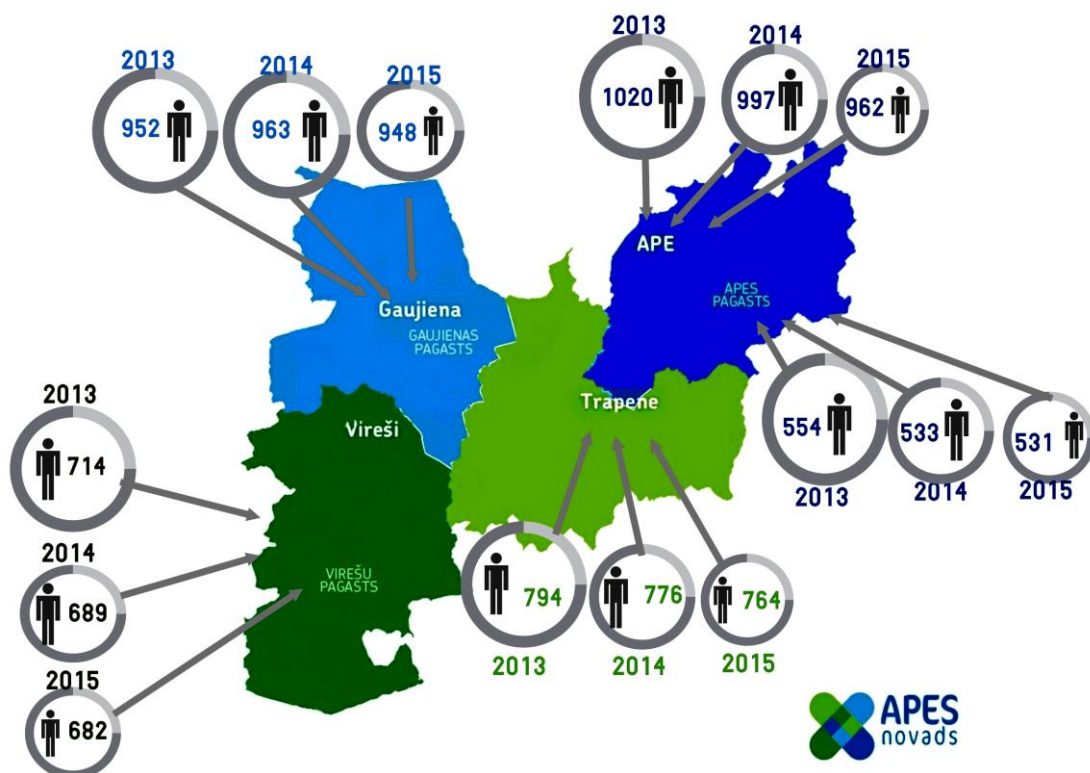 2013
952
2014
963
2015
948
2013
1020
2014
997
2015
962
APE
APES
PAGASTS
Gaujiena
GAUJIENAS
PAGASTS
Trapene
Vireši
VIREŠU
PAGASTS
2013
714
2014
689
2015
682
554
2013
533
2014
531
2015
794
2013
776
2014
764
2015
APES
novads